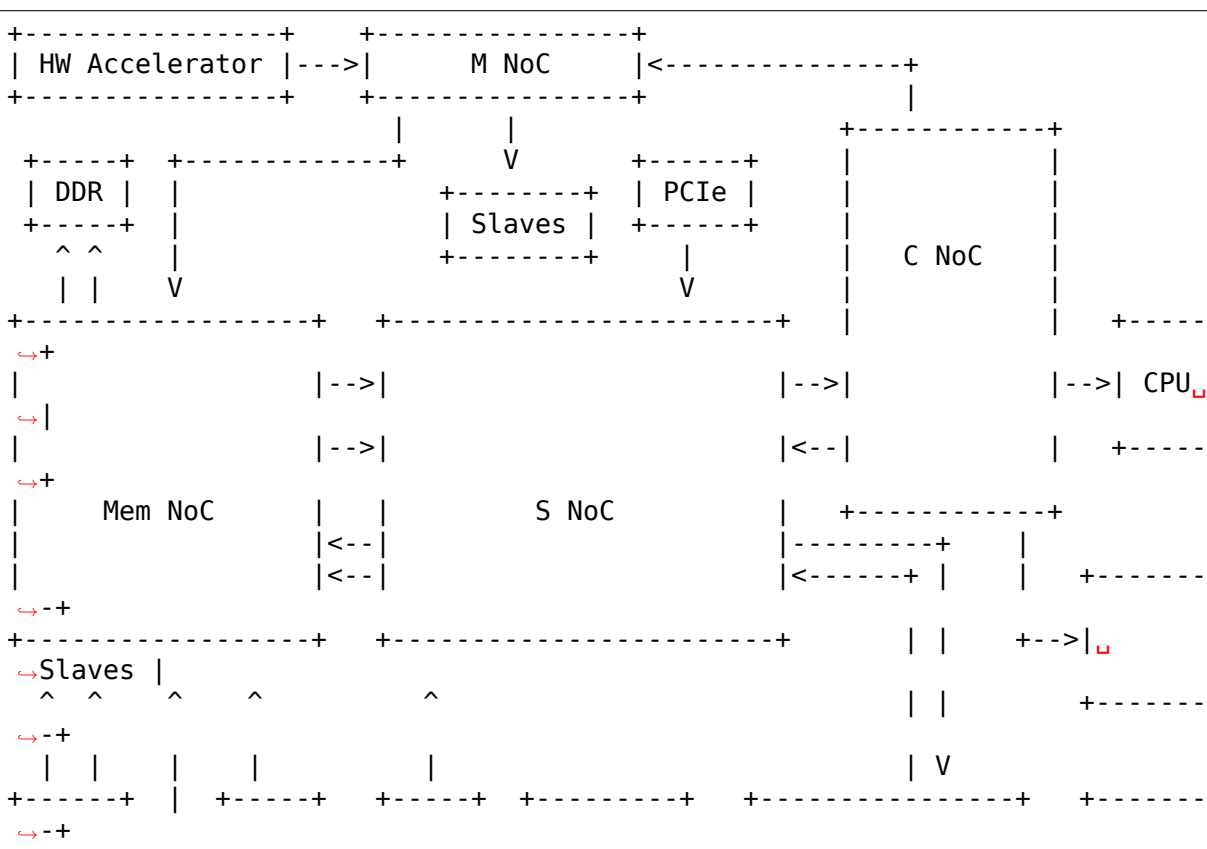 +----------------+    +----------------+
| HW Accelerator |--->|      M NoC     |<---------------+
+----------------+    +----------------+                |
                        |      |                    +------------+
 +-----+  +-------------+      V       +------+     |            |
 | DDR |  |                +--------+  | PCIe |     |            |
 +-----+  |                | Slaves |  +------+     |            |
   ^ ^    |                +--------+     |         |   C NoC    |
   | |    V                               V         |            |
+------------------+   +------------------------+   |            |   +-----
↪+
|                  |-->|                        |-->|            |-->| CPU␣
↪|
|                  |-->|                        |<--|            |   +-----
↪+
|     Mem NoC      |   |         S NoC          |   +------------+
|                  |<--|                        |---------+    |
|                  |<--|                        |<------+ |    |   +-------
↪-+
+------------------+   +------------------------+       | |    +-->|␣
↪Slaves |
  ^  ^    ^    ^          ^                             | |        +-------
↪-+
  |  |    |    |          |                             | V
+------+  |  +-----+   +-----+  +---------+   +----------------+   +-------
↪-+